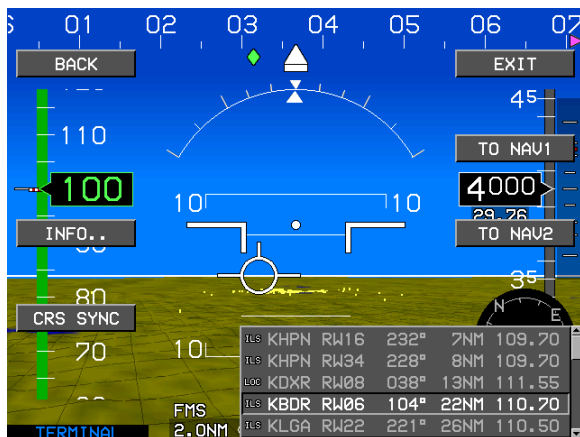 S 01 02 03 04 05 06 07
BACK
EXIT
45
110
TO NAV1
100
4000
10 10
29.76
INFO..
TO NAV2
90
35
80
N
E
CRS SYNC
70
10
ILS KHPN RW16 232° 7NM 109.70
ILS KHPN RW34 228° 8NM 109.70
LOC KDXR RW08 038° 13NM 111.55
ILS KBDR RW06 104° 22NM 110.70
ILS KLGA RW22 221° 26NM 110.50
FMS
TERMINAL
2.0NM